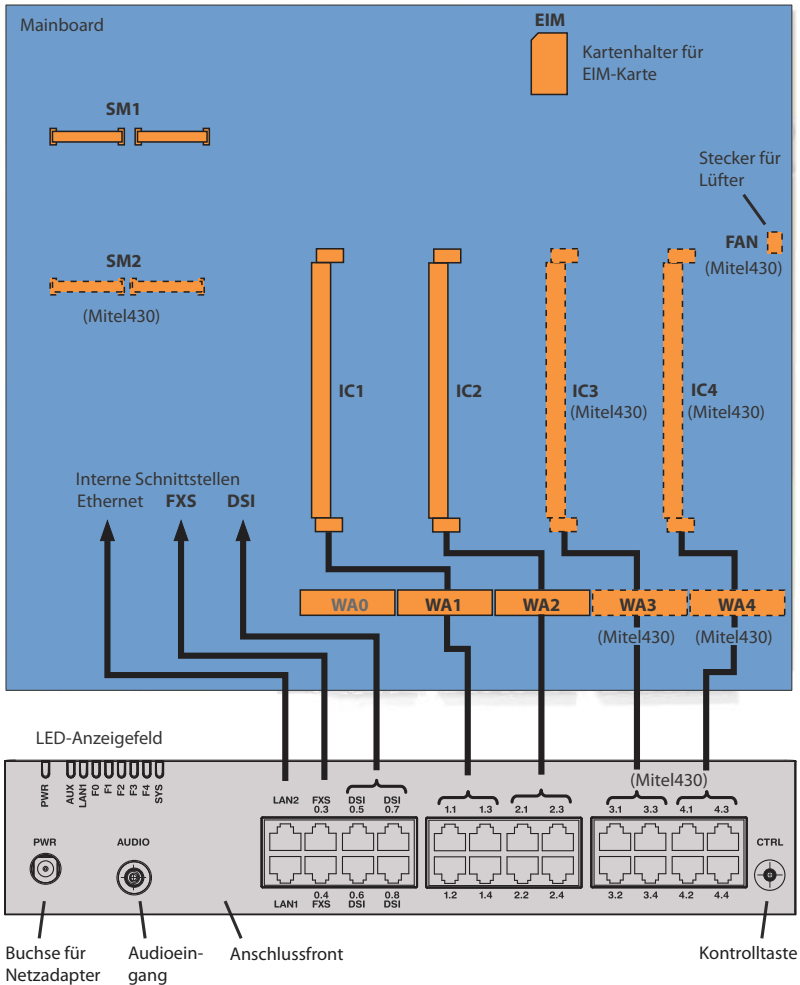 Mainboard
EIM
Kartenhalter für
EIM-Karte
SM1
Stecker für
Lüfter
FAN
(Mitel430)
SM2
(Mitel430)
IC1
IC2
IC3
(Mitel430)
IC4
(Mitel430)
Interne Schnittstellen
Ethernet FXS DSI
WA0 WA1 WA2 WA3 WA4
(Mitel430) (Mitel430)
LED-Anzeigefeld
PWR AUX LAN1 F0 F1 F2 F3 F4 SYS
(Mitel430)
LAN2 FXS DSI DSI
0.3 0.5 0.7 1.1 1.3 2.1 2.3 3.1 3.3 4.1 4.3
PWR AUDIO CTRL
0.4 0.6 0.8 1.2 1.4 2.2 2.4 3.2 3.4 4.2 4.4
LAN1 FXS DSI DSI
Buchse für
Netzadapter
Audioein-
gang
Anschlussfront
Kontrolltaste